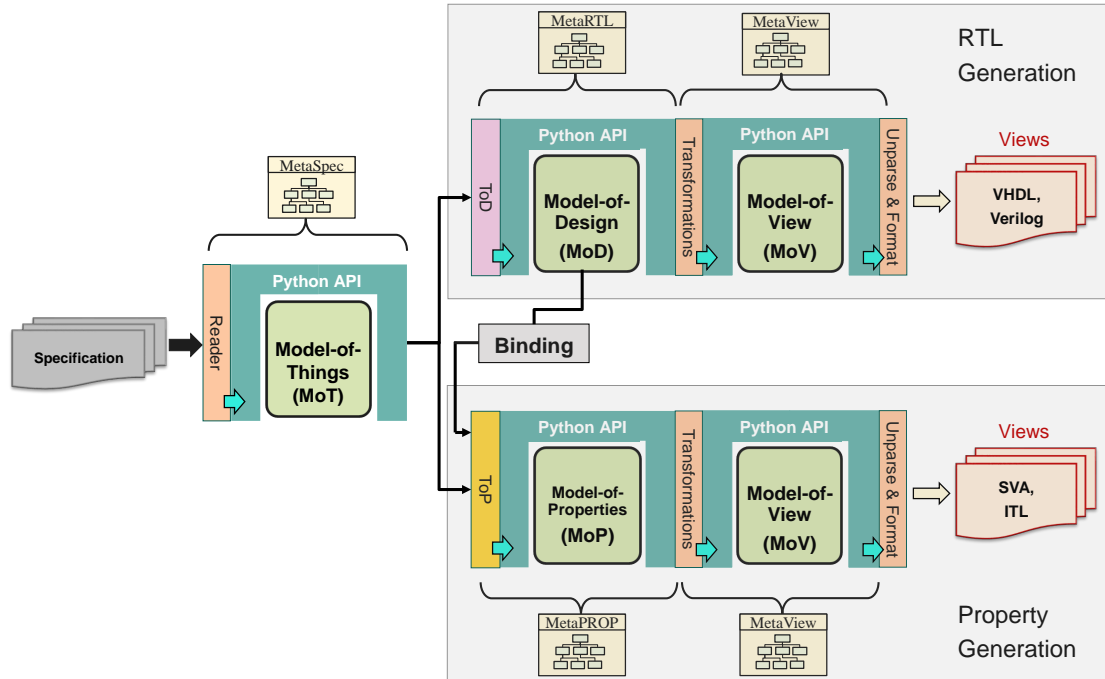 MetaRTL
MetaView
RTL
Generation
Python API
Python API
ToD
Model-of-
Design
(MoD)
Transformations
Model-of-
View
(MoV)
Unparse & Format
Views
VHDL,
Verilog
MetaSpec
Specification
Reader
Python API
Model-of-
Things
(MoT)
Binding
Python API
Python API
ToP
Model-of-
Properties
(MoP)
Transformations
Model-of-
View
(MoV)
Unparse & Format
Views
SVA,
ITL
MetaPROP
MetaView
Property
Generation